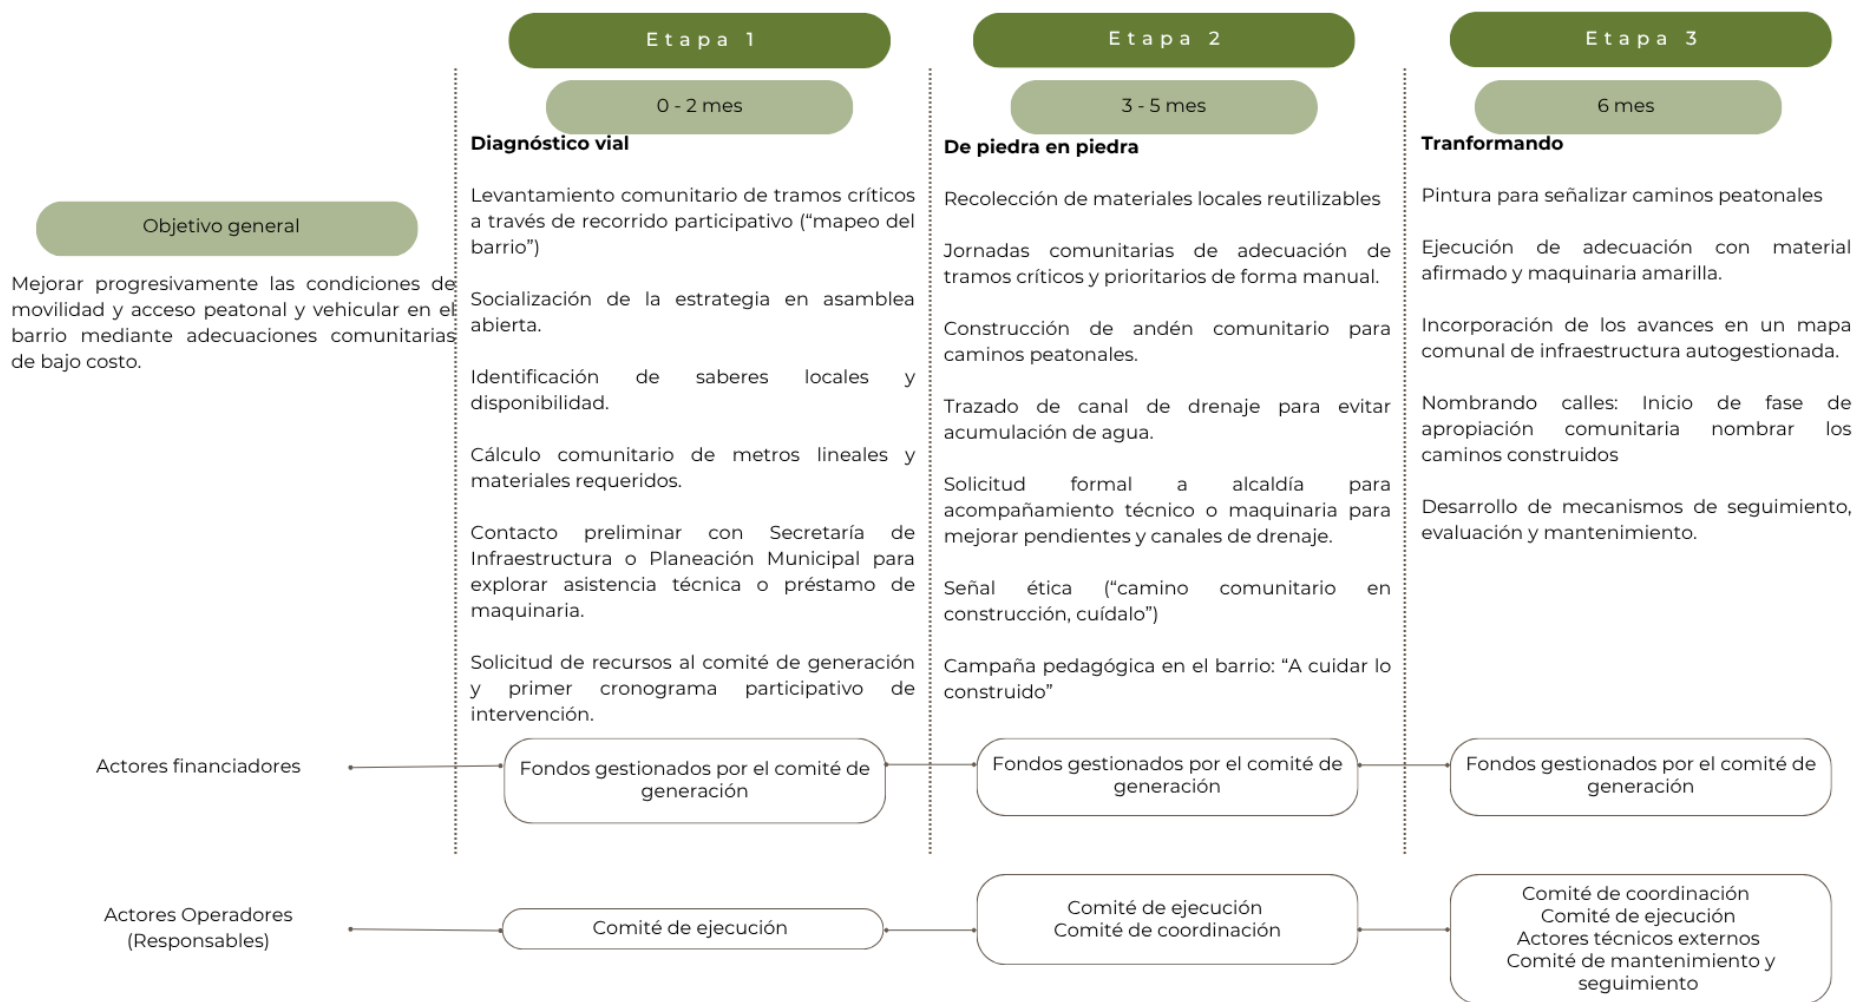 Etapa 1
Etapa 2
Etapa 3
0 - 2 mes
3 - 5 mes
6 mes
Objetivo general
Mejorar progresivamente las condiciones de
movilidad y acceso peatonal y vehicular en el
barrio mediante adecuaciones comunitarias
de bajo costo.
Diagnóstico vial
Levantamiento comunitario de tramos críticos
a través de recorrido participativo (“mapeo del
barrio”)
Socialización de la estrategia en asamblea
abierta.
Identificación de saberes locales y
disponibilidad.
Cálculo comunitario de metros lineales y
materiales requeridos.
Contacto preliminar con Secretaría de
Infraestructura o Planeación Municipal para
explorar asistencia técnica o préstamo de
maquinaria.
Solicitud de recursos al comité de generación
y primer cronograma participativo de
intervención.
De piedra en piedra
Recolección de materiales locales reutilizables
Jornadas comunitarias de adecuación de
tramos críticos y prioritarios de forma manual.
Construcción de andén comunitario para
caminos peatonales.
Trazado de canal de drenaje para evitar
acumulación de agua.
Solicitud formal a alcaldía para
acompañamiento técnico o maquinaria para
mejorar pendientes y canales de drenaje.
Señal ética (“camino comunitario en
construcción, cuídalo”)
Campaña pedagógica en el barrio: “A cuidar lo
construido”
Tranformando
Pintura para señalizar caminos peatonales
Ejecución de adecuación con material
afirmado y maquinaria amarilla.
Incorporación de los avances en un mapa
comunal de infraestructura autogestionada.
Nombrando calles: Inicio de fase de
apropiación comunitaria nombrar los
caminos construidos
Desarrollo de mecanismos de seguimiento,
evaluación y mantenimiento.
Actores financiadores
Fondos gestionados por el comité de
generación
Fondos gestionados por el comité de
generación
Fondos gestionados por el comité de
generación
Actores Operadores
(Responsables)
Comité de ejecución
Comité de ejecución
Comité de coordinación
Comité de coordinación
Comité de ejecución
Actores técnicos externos
Comité de mantenimiento y
seguimiento